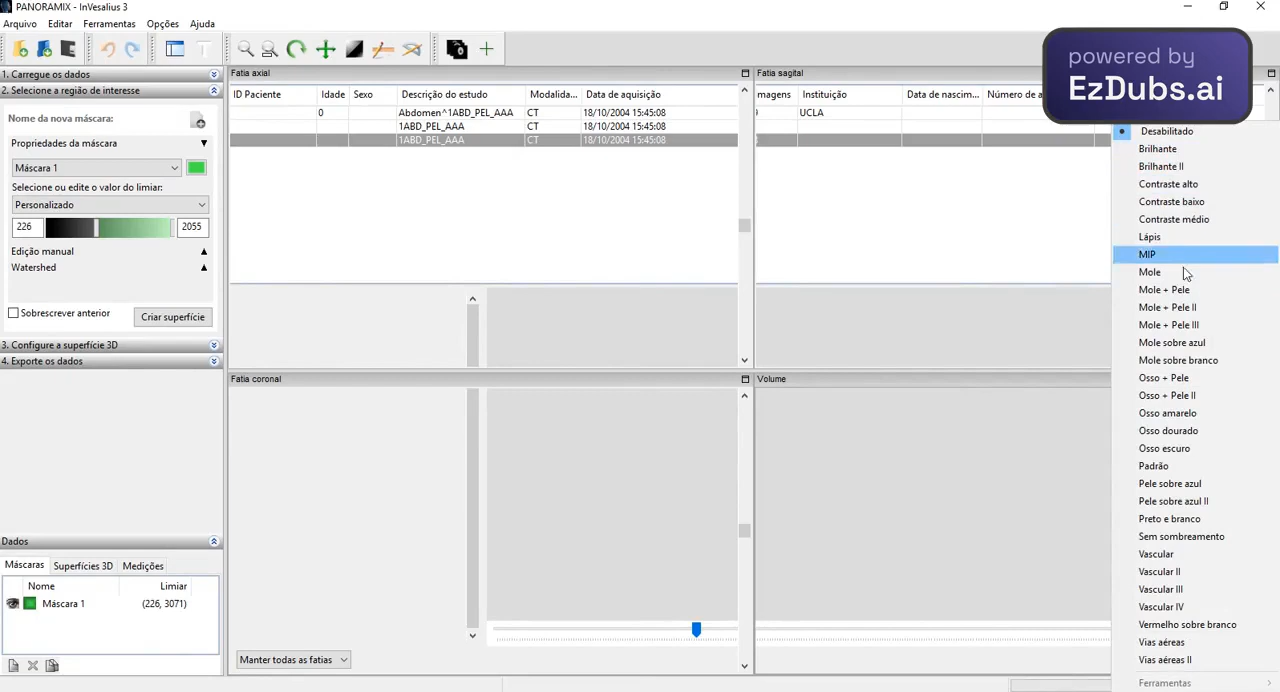 PANORAMIX - InVesalius 3
Arquivo Editar Ferramentas Opções Ajuda
powered by
EzDubs.ai
1. Carregue os dados
2. Selecione a região de interesse
Nome da nova máscara:
Propriedades da máscara
Máscara 1
Selecione ou edite o valor do limiar:
Personalizado
226 2055
Edição manual
Watershed
Sobrescrever anterior
Criar superfície
3. Configure a superfície 3D
4. Exporte os dados
Dados
Máscaras Superfícies 3D Medições
Nome Limiar
Máscara 1 (226, 3071)
Fatia axial
ID Paciente Idade Sexo Descrição do estudo Modalida... Data de aquisição
0 Abdomen^1ABD_PEL_AAA CT 18/10/2004 15:45:08
1ABD_PEL_AAA CT 18/10/2004 15:45:08
1ABD_PEL_AAA CT 18/10/2004 15:45:08
Fatia sagital
magens Instituição Data de nascim... Número de a
UCLA
Fatia coronal
Manter todas as fatias
Volume
Desabilitado
Brilhante
Brilhante II
Contraste alto
Contraste baixo
Contraste médio
Lápis
MIP
Mole
Mole + Pele
Mole + Pele II
Mole + Pele III
Mole sobre azul
Mole sobre branco
Osso + Pele
Osso + Pele II
Osso amarelo
Osso dourado
Osso escuro
Padrão
Pele sobre azul
Pele sobre azul II
Preto e branco
Sem sombreamento
Vascular
Vascular II
Vascular III
Vascular IV
Vermelho sobre branco
Vias aéreas
Vias aéreas II
Ferramentas